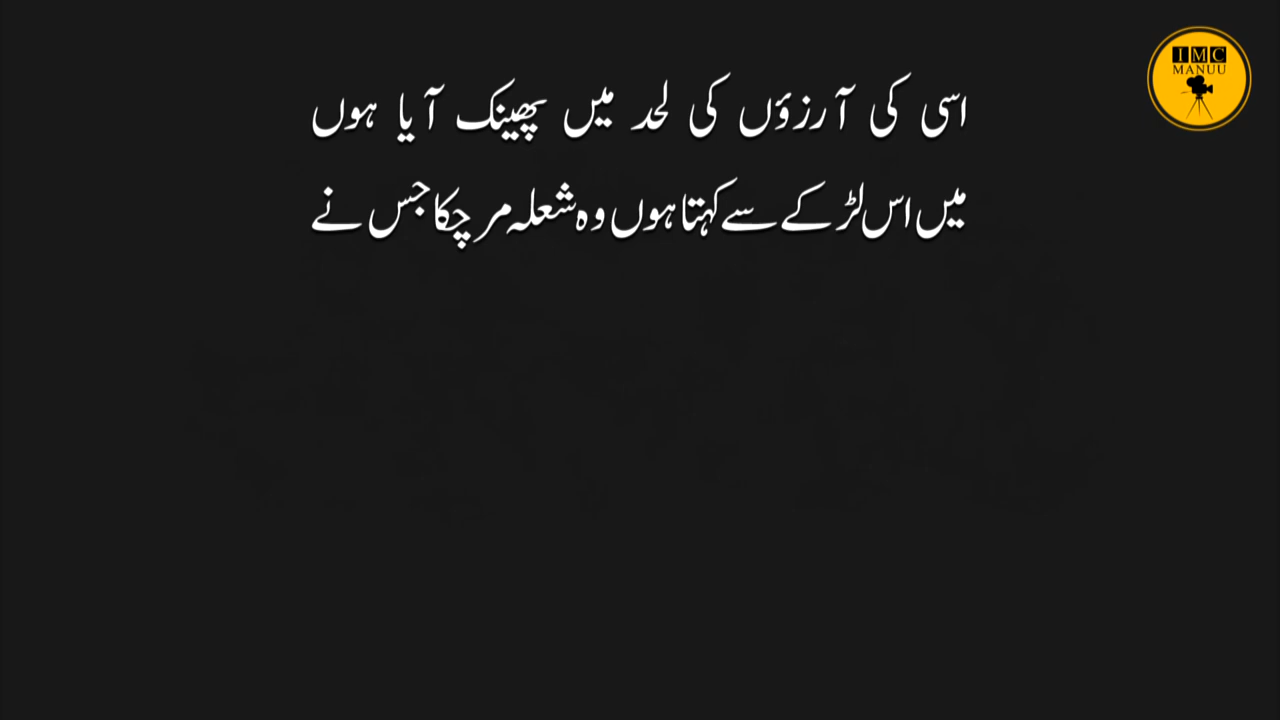 IMC
MANUU
اسی کی آرزوؤں کی لحد میں پھینک آیا ہوں
میں اس لڑکے سے کہتا ہوں وہ شعلہ مر چکا جس نے